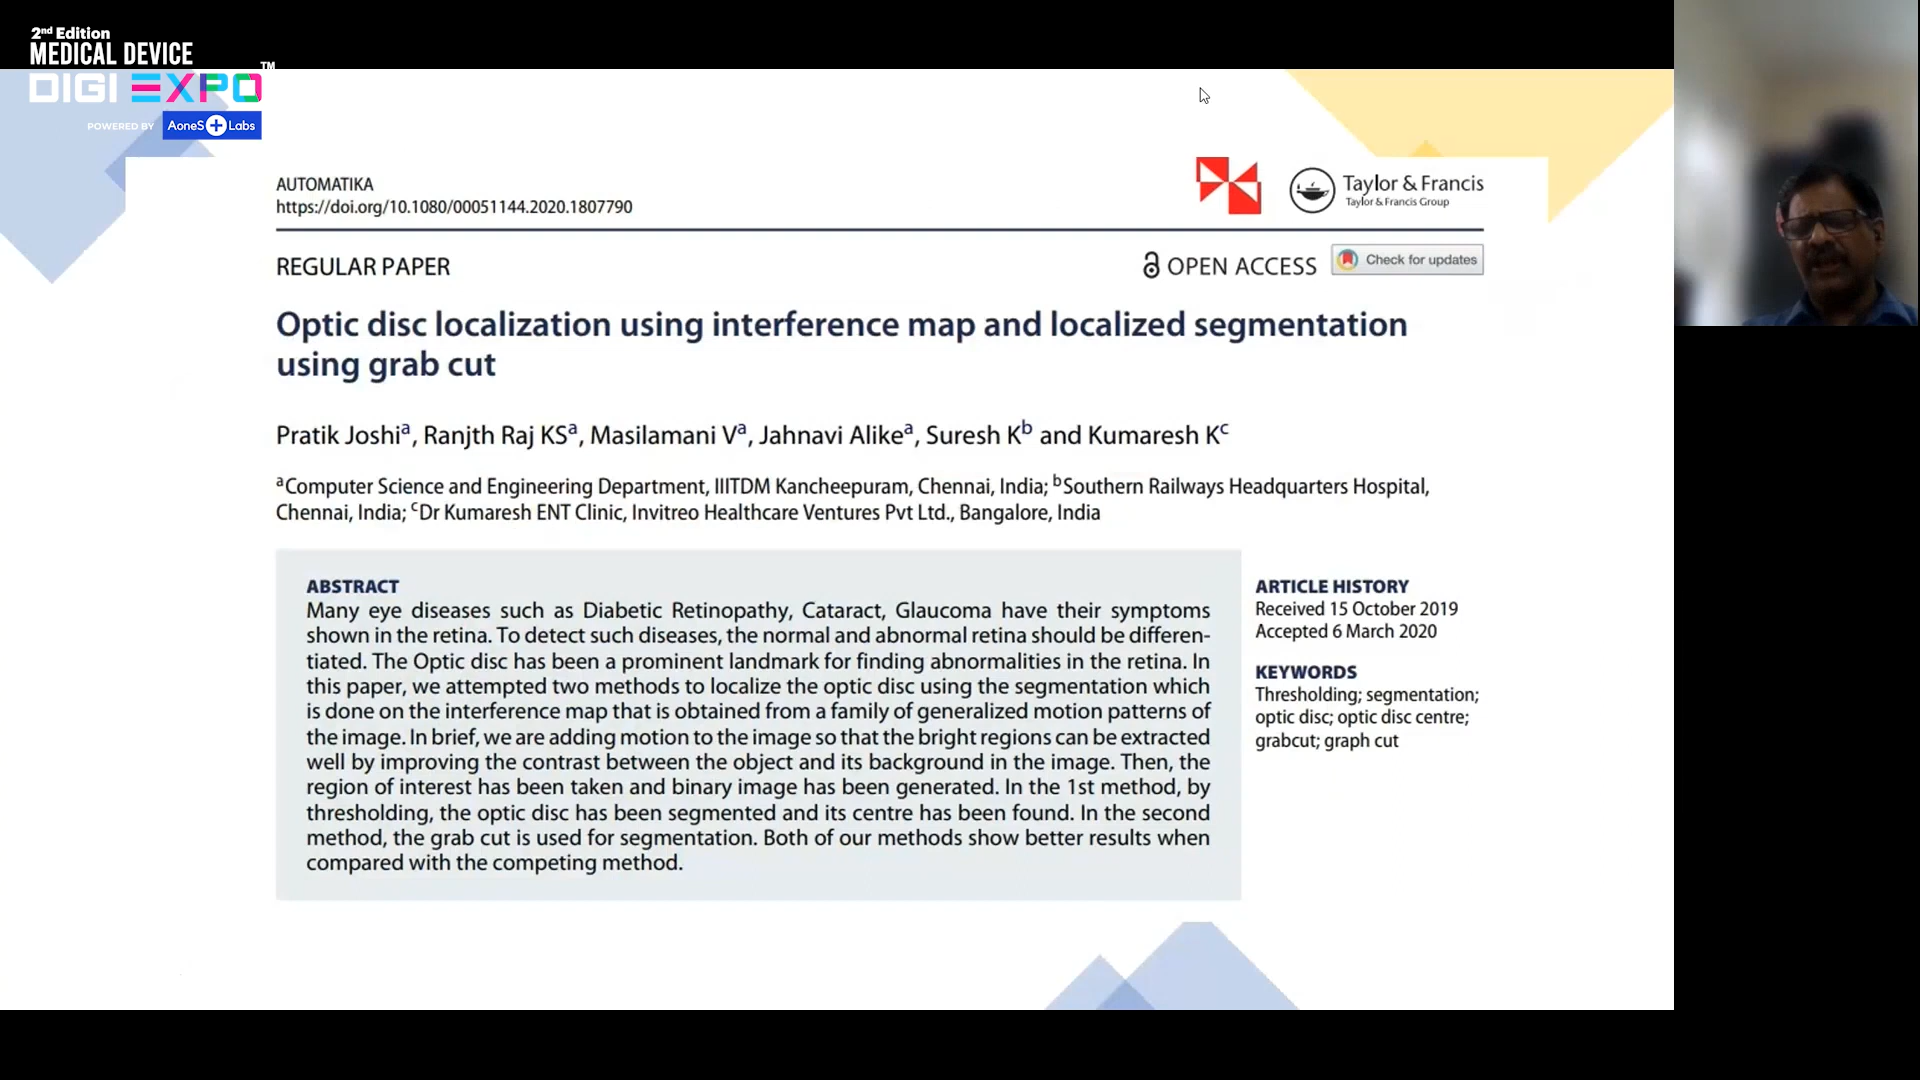 2nd Edition
MEDICAL DEVICE
DIGI EXPO™
POWERED BY AoneS Labs
AUTOMATIKA
https://doi.org/10.1080/00051144.2020.1807790
Taylor & Francis
Taylor & Francis Group
REGULAR PAPER
OPEN ACCESS
Check for updates
Optic disc localization using interference map and localized segmentation
using grab cut
Pratik Joshiᵃ, Ranjth Raj KSᵃ, Masilamani Vᵃ, Jahnavi Alikeᵃ, Suresh Kᵇ and Kumaresh Kᶜ
ᵃComputer Science and Engineering Department, IIITDM Kancheepuram, Chennai, India; ᵇSouthern Railways Headquarters Hospital,
Chennai, India; ᶜDr Kumaresh ENT Clinic, Invitreo Healthcare Ventures Pvt Ltd., Bangalore, India
ABSTRACT
Many eye diseases such as Diabetic Retinopathy, Cataract, Glaucoma have their symptoms
shown in the retina. To detect such diseases, the normal and abnormal retina should be differen-
tiated. The Optic disc has been a prominent landmark for finding abnormalities in the retina. In
this paper, we attempted two methods to localize the optic disc using the segmentation which
is done on the interference map that is obtained from a family of generalized motion patterns of
the image. In brief, we are adding motion to the image so that the bright regions can be extracted
well by improving the contrast between the object and its background in the image. Then, the
region of interest has been taken and binary image has been generated. In the 1st method, by
thresholding, the optic disc has been segmented and its centre has been found. In the second
method, the grab cut is used for segmentation. Both of our methods show better results when
compared with the competing method.
ARTICLE HISTORY
Received 15 October 2019
Accepted 6 March 2020
KEYWORDS
Thresholding; segmentation;
optic disc; optic disc centre;
grabcut; graph cut